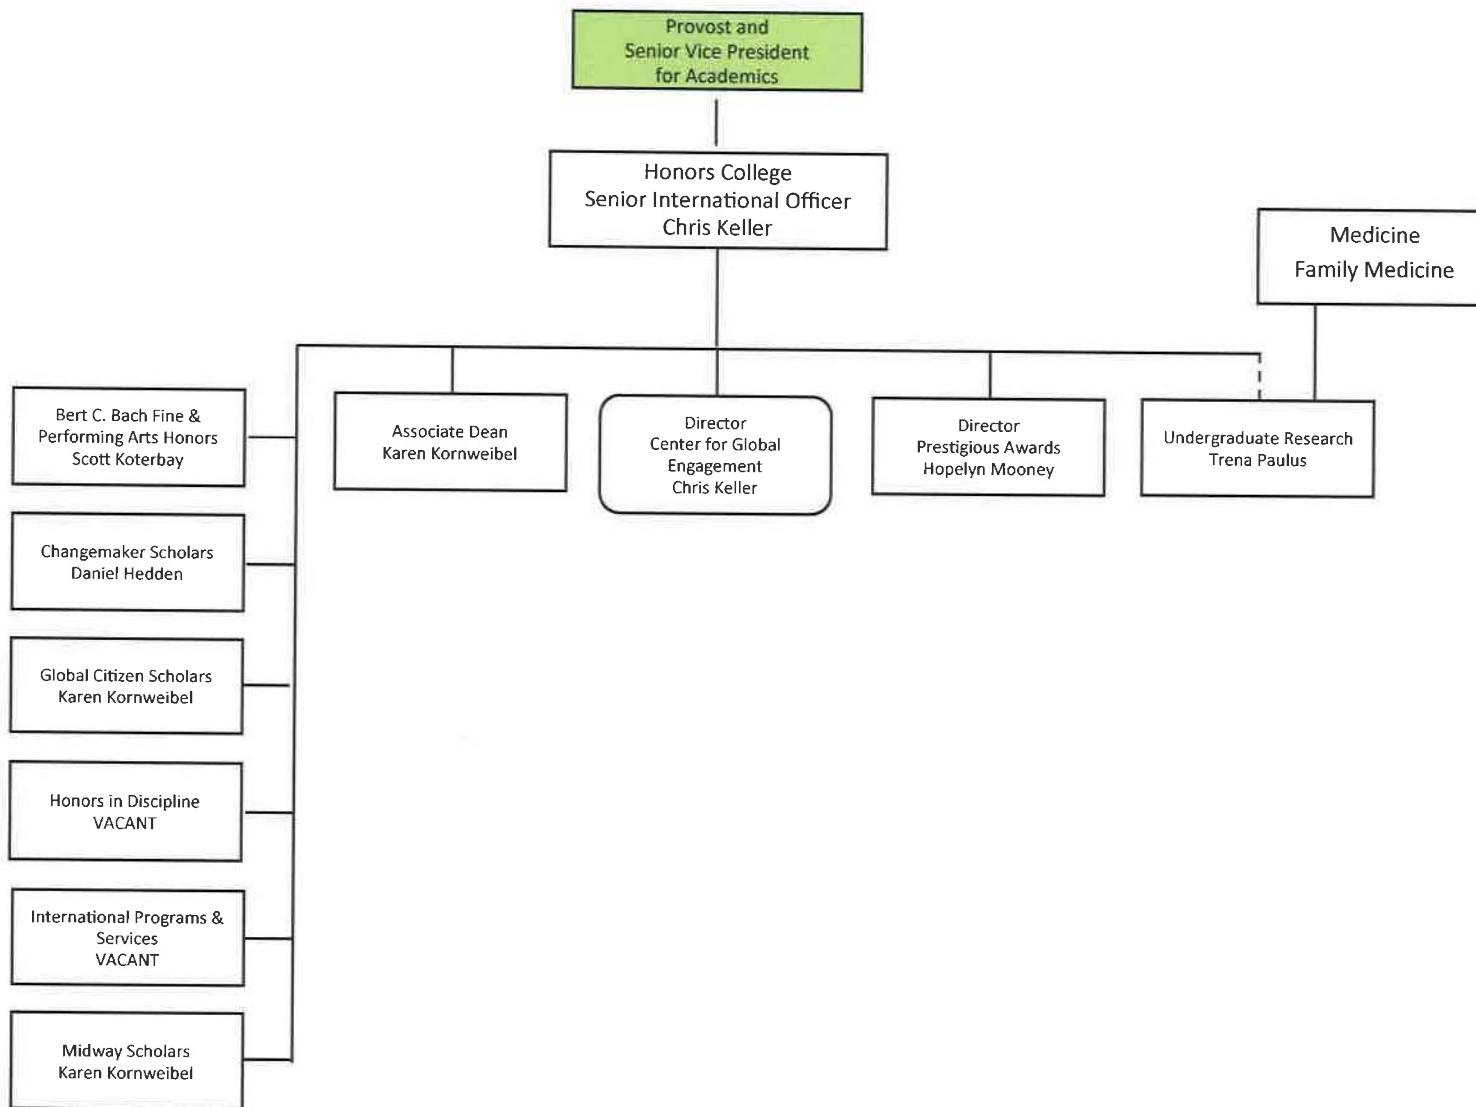 Provost and
Senior Vice President
for Academics
Honors College
Senior International Officer
Chris Keller
Medicine
Family Medicine
Bert C. Bach Fine &
Performing Arts Honors
Scott Koterbay
Associate Dean
Karen Kornweibel
Director
Center for Global
Engagement
Chris Keller
Director
Prestigious Awards
Hopelyn Mooney
Undergraduate Research
Trena Paulus
Changemaker Scholars
Daniel Hedden
Global Citizen Scholars
Karen Kornweibel
Honors in Discipline
VACANT
International Programs &
Services
VACANT
Midway Scholars
Karen Kornweibel